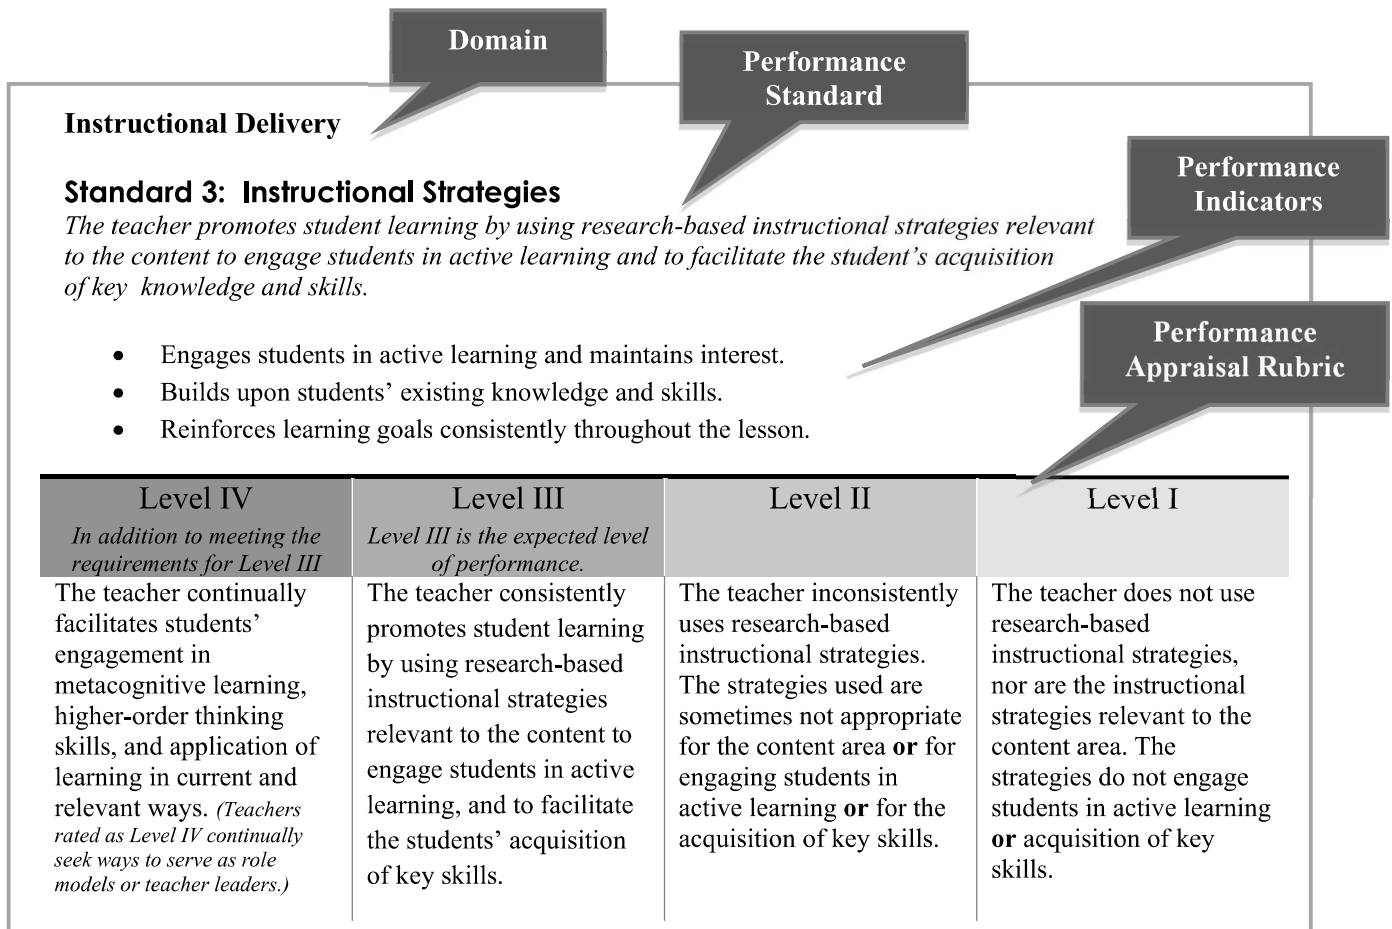 Domain
Performance
Standard
Instructional Delivery
Performance
Indicators
Standard 3: Instructional Strategies
The teacher promotes student learning by using research-based instructional strategies relevant
to the content to engage students in active learning and to facilitate the student’s acquisition
of key knowledge and skills.
Performance
Appraisal Rubric
• Engages students in active learning and maintains interest.
• Builds upon students’ existing knowledge and skills.
• Reinforces learning goals consistently throughout the lesson.
Level IV
In addition to meeting the
requirements for Level III
The teacher continually
facilitates students’
engagement in
metacognitive learning,
higher-order thinking
skills, and application of
learning in current and
relevant ways. (Teachers
rated as Level IV continually
seek ways to serve as role
models or teacher leaders.)
Level III
Level III is the expected level
of performance.
The teacher consistently
promotes student learning
by using research-based
instructional strategies
relevant to the content to
engage students in active
learning, and to facilitate
the students’ acquisition
of key skills.
Level II
The teacher inconsistently
uses research-based
instructional strategies.
The strategies used are
sometimes not appropriate
for the content area or for
engaging students in
active learning or for the
acquisition of key skills.
Level I
The teacher does not use
research-based
instructional strategies,
nor are the instructional
strategies relevant to the
content area. The
strategies do not engage
students in active learning
or acquisition of key
skills.